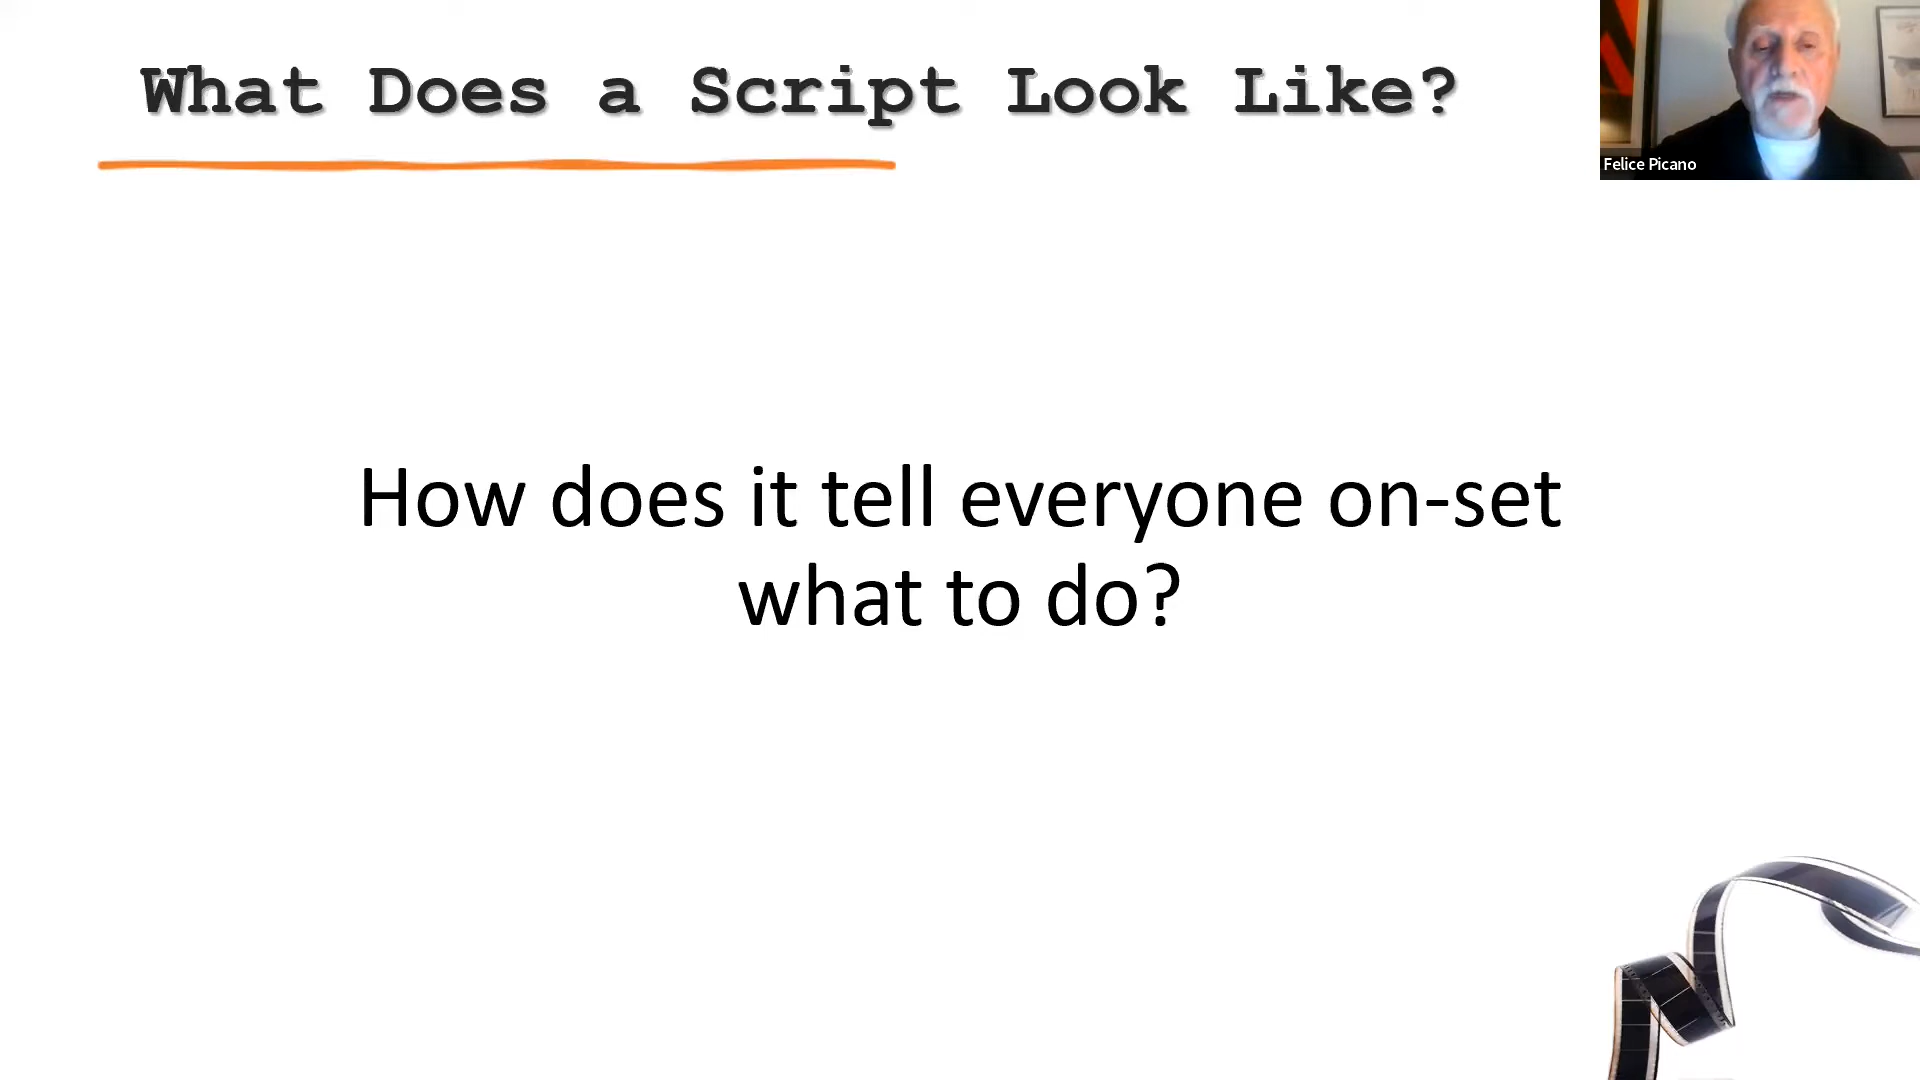 What Does a Script Look Like?
Felice Picano
How does it tell everyone on-set
what to do?